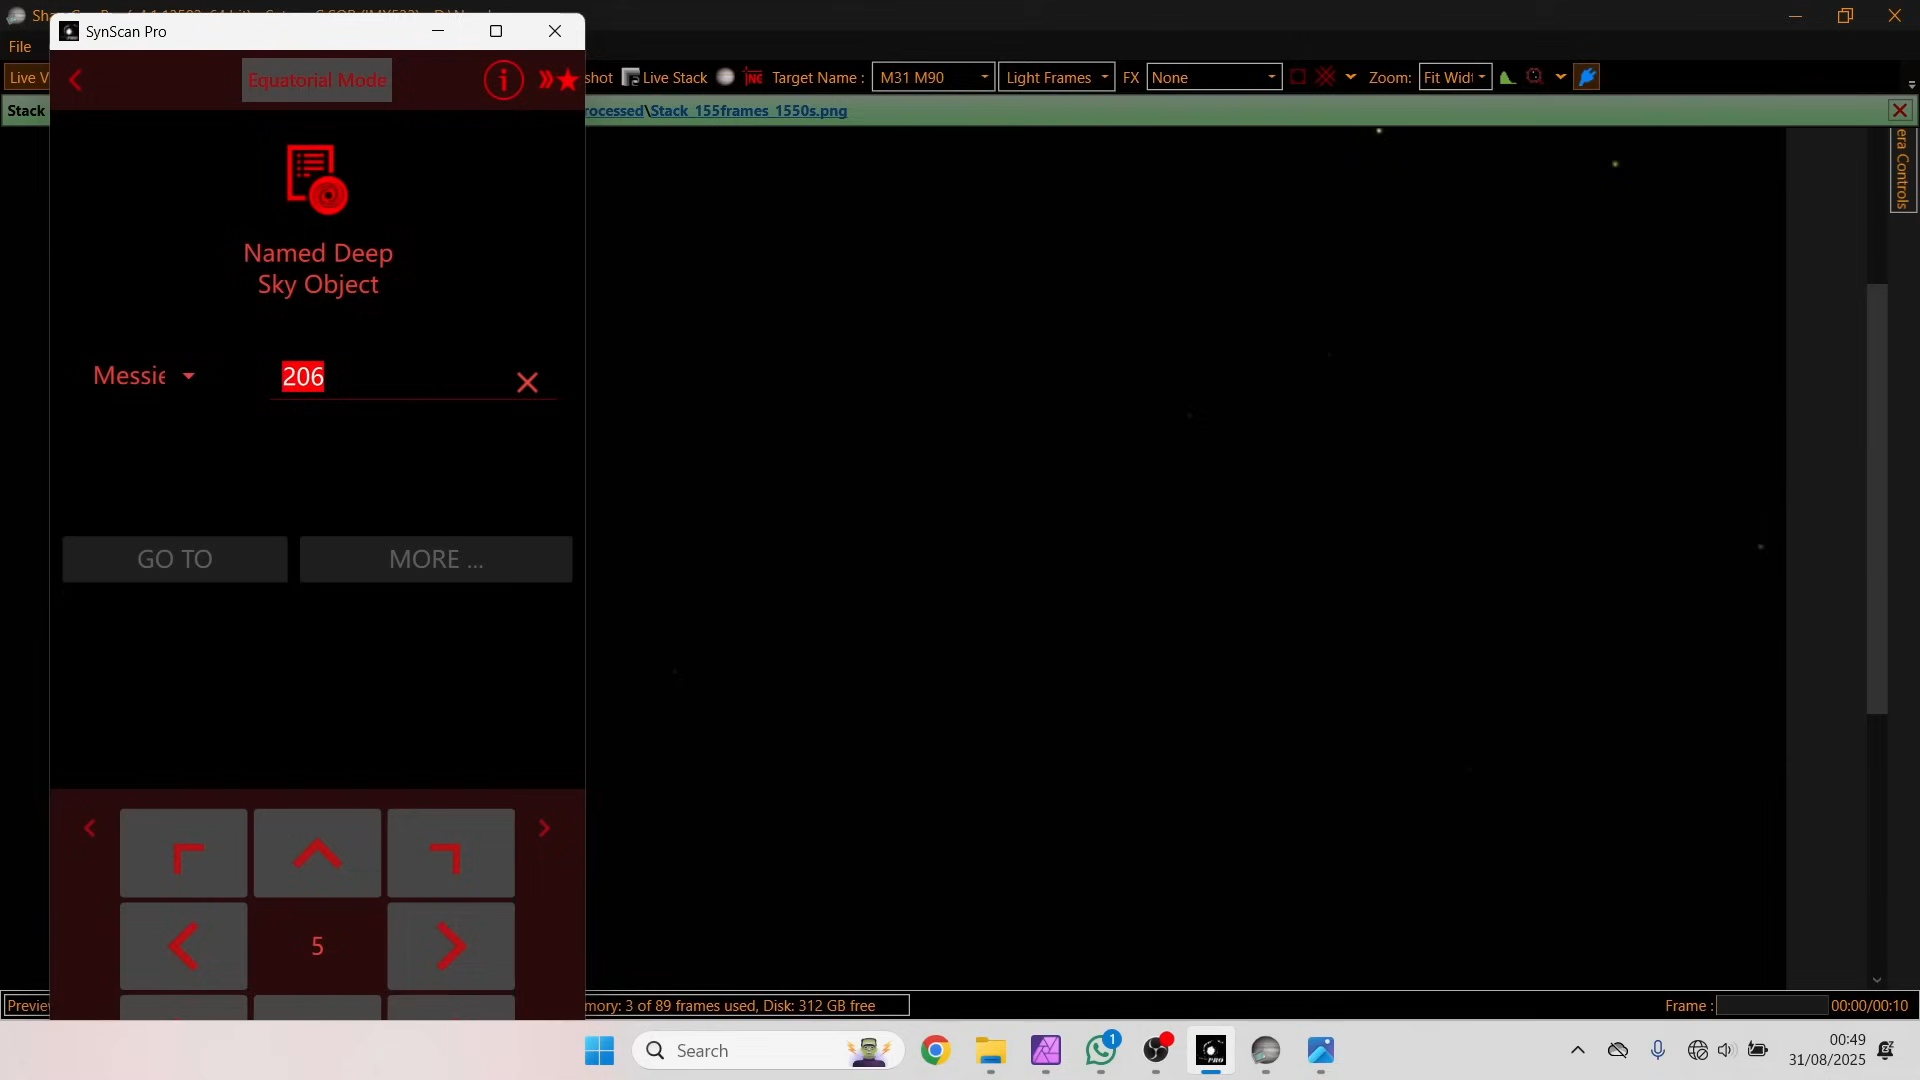 SynScan Pro
File
Equatorial Mode
Live V
shot
Live Stack
Target Name :
M31 M90
Light Frames
FX
None
Zoom:
Fit Widt
Stack
rocessed\Stack_155frames_1550s.png
era Controls
Named Deep
Sky Object
Messie
206
GO TO
MORE ...
5
Preview
mory: 3 of 89 frames used, Disk: 312 GB free
Frame :
00:00/00:10
Search
1
PRO
00:49
31/08/2025